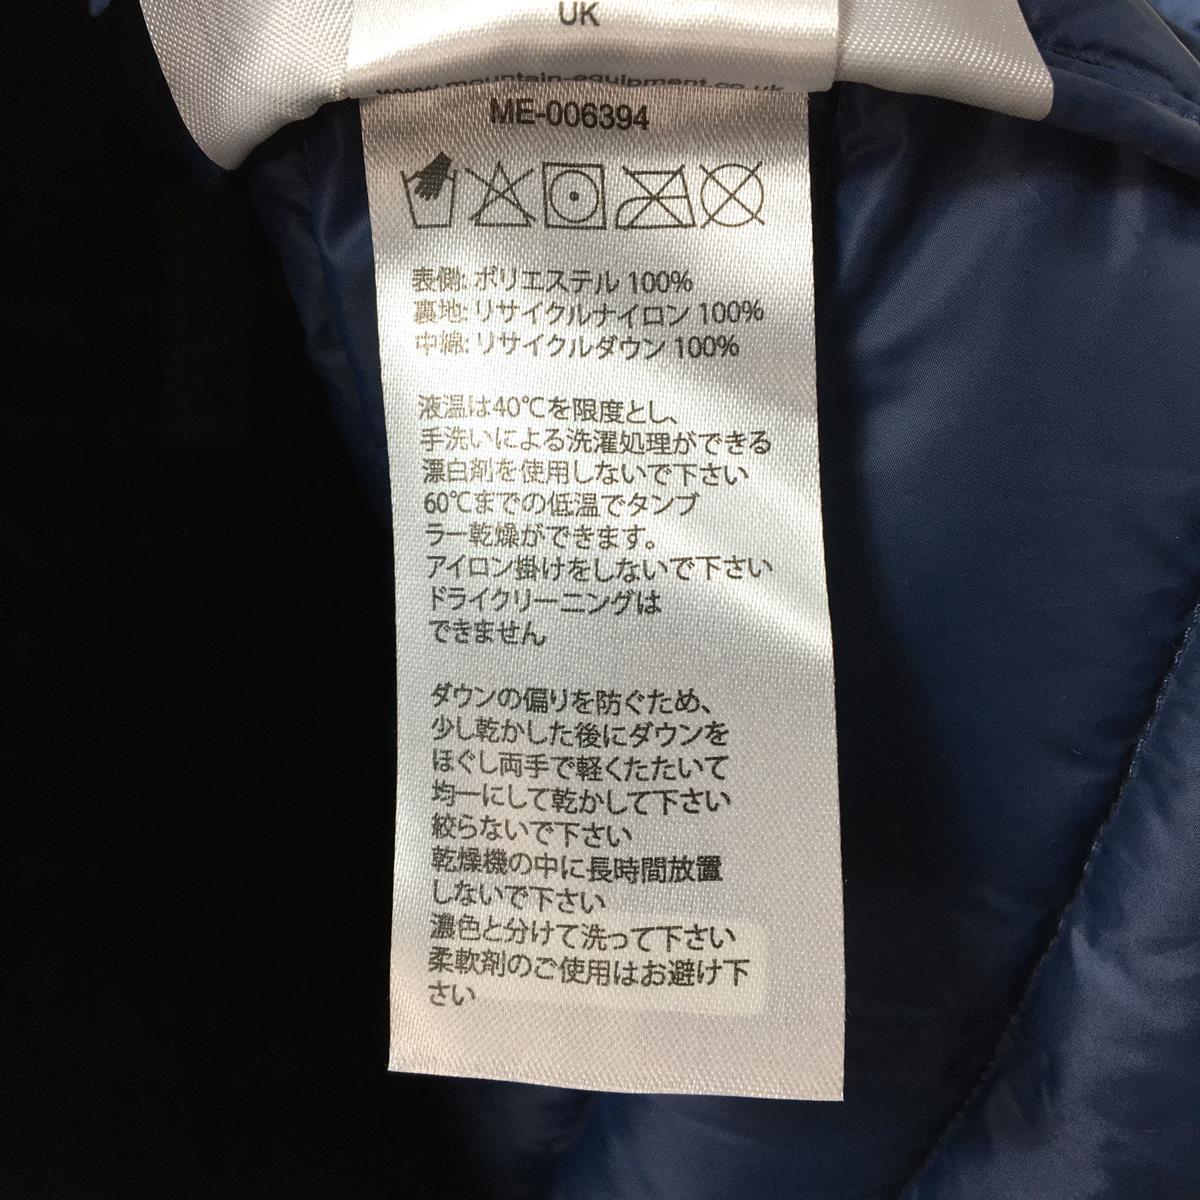 UK
www.mountain-equipment.co.uk
ME-006394
表側: ポリエステル 100%
裏地: リサイクルナイロン 100%
中綿: リサイクルダウン 100%
液温は40℃を限度とし、
手洗いによる洗濯処理ができる
漂白剤を使用しないで下さい
60℃までの低温でタンブ
ラー乾燥ができます。
アイロン掛けをしないで下さい
ドライクリーニングは
できません
ダウンの偏りを防ぐため、
少し乾かした後にダウンを
ほぐし両手で軽くたたいて
均一にして乾かして下さい
絞らないで下さい
乾燥機の中に長時間放置
しないで下さい
濃色と分けて洗って下さい
柔軟剤のご使用はお避け下
さい